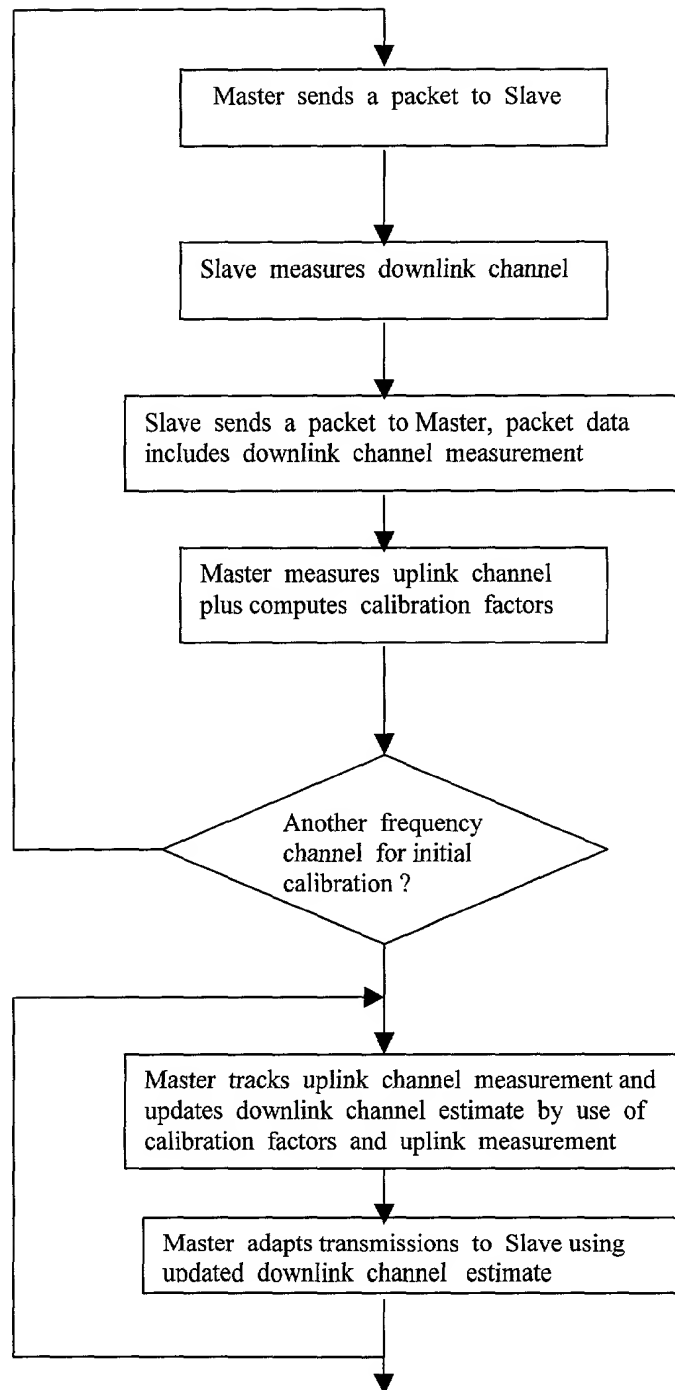 Master sends a packet to Slave
Slave measures downlink channel
Slave sends a packet to Master, packet data
includes downlink channel measurement
Master measures uplink channel
plus computes calibration factors
Another frequency
channel for initial
calibration ?
Master tracks uplink channel measurement and
updates downlink channel estimate by use of
calibration factors and uplink measurement
Master adapts transmissions to Slave using
updated downlink channel estimate